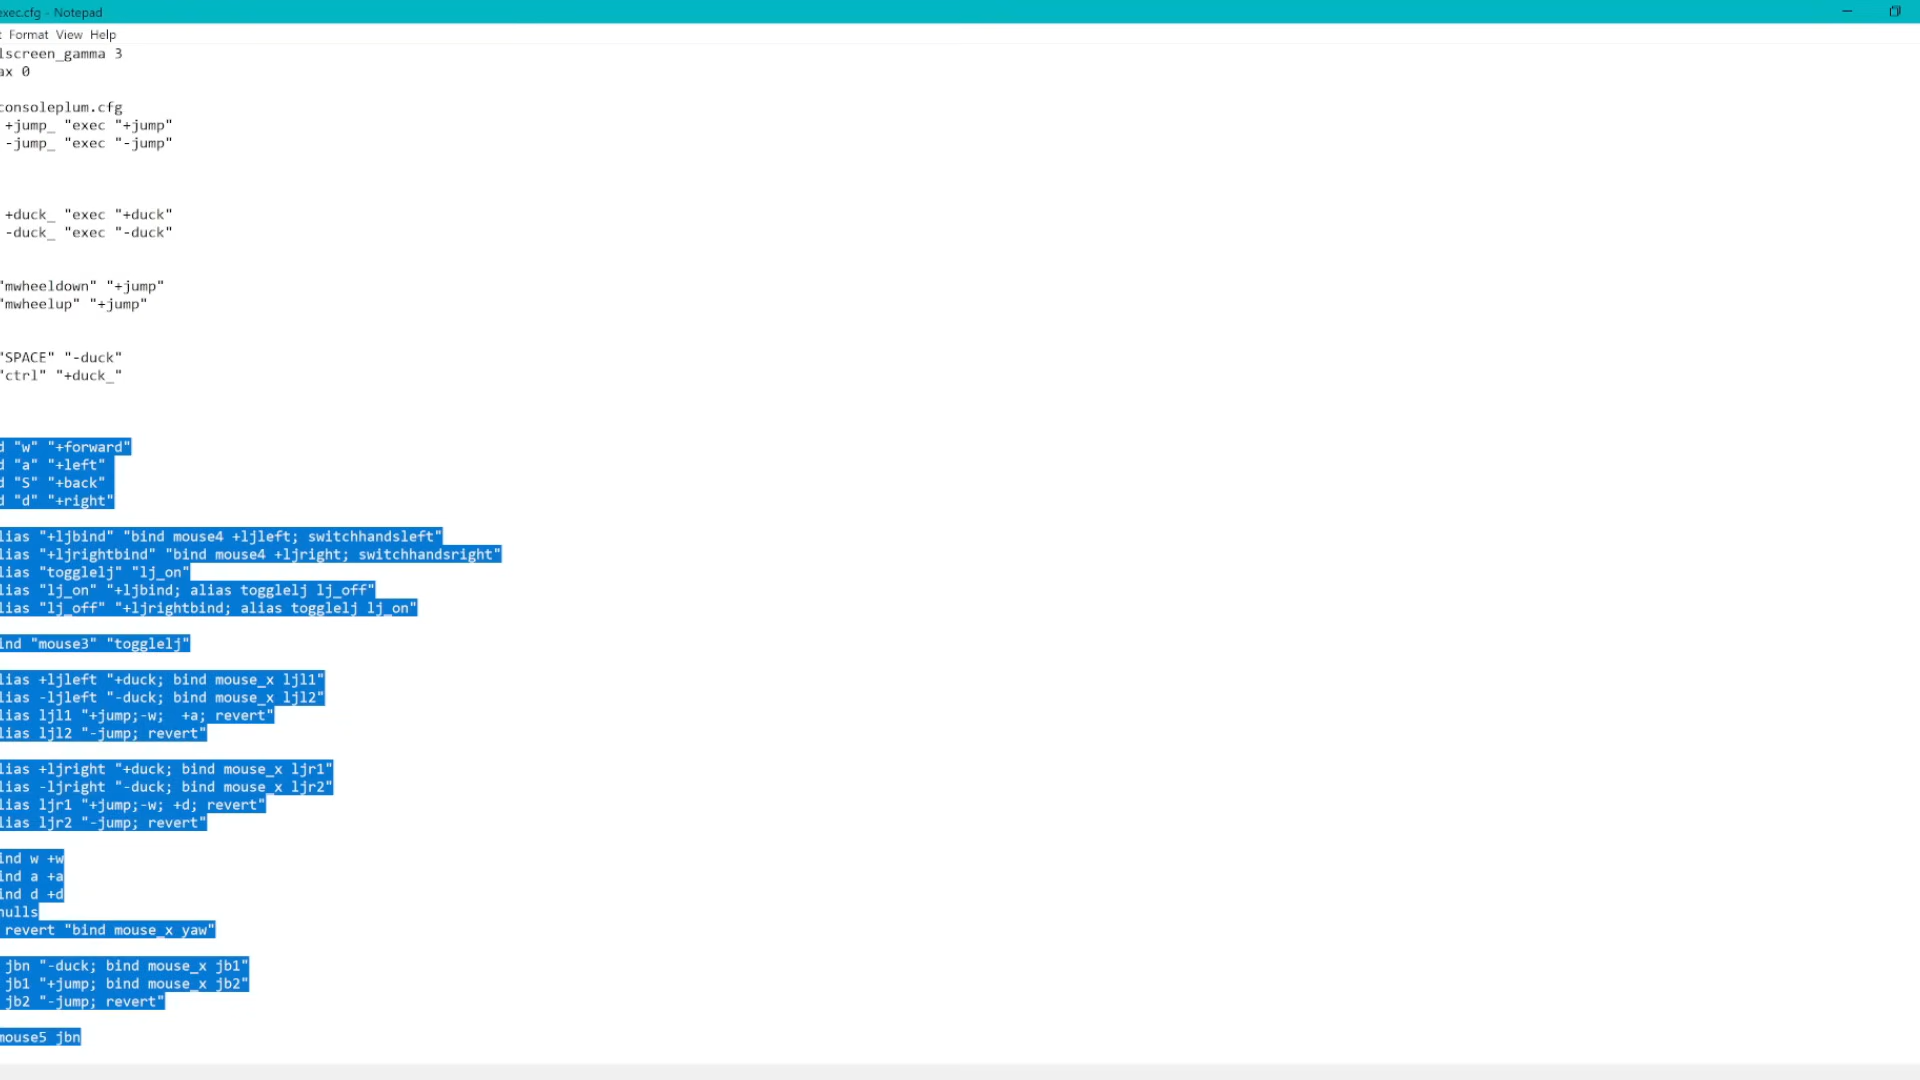 exec.cfg - Notepad
Format View Help
lscreen_gamma 3
ax 0
consoleplum.cfg
+jump_ "exec "+jump"
-jump_ "exec "-jump"
+duck_ "exec "+duck"
-duck_ "exec "-duck"
"mwheeldown" "+jump"
"mwheelup" "+jump"
"SPACE" "-duck"
"ctrl" "+duck_"
d "w" "+forward"
d "a" "+left"
d "S" "+back"
d "d" "+right"
lias "+ljbind" "bind mouse4 +ljleft; switchhandsleft"
lias "+ljrightbind" "bind mouse4 +ljright; switchhandsright"
lias "togglelj" "lj_on"
lias "lj_on" "+ljbind; alias togglelj lj_off"
lias "lj_off" "+ljrightbind; alias togglelj lj_on"
ind "mouse3" "togglelj"
lias +ljleft "+duck; bind mouse_x ljl1"
lias -ljleft "-duck; bind mouse_x ljl2"
lias ljl1 "+jump;-w;  +a; revert"
lias ljl2 "-jump; revert"
lias +ljright "+duck; bind mouse_x ljr1"
lias -ljright "-duck; bind mouse_x ljr2"
lias ljr1 "+jump;-w; +d; revert"
lias ljr2 "-jump; revert"
ind w +w
ind a +a
ind d +d
nulls
revert "bind mouse_x yaw"
jbn "-duck; bind mouse_x jb1"
jb1 "+jump; bind mouse_x jb2"
jb2 "-jump; revert"
mouse5 jbn